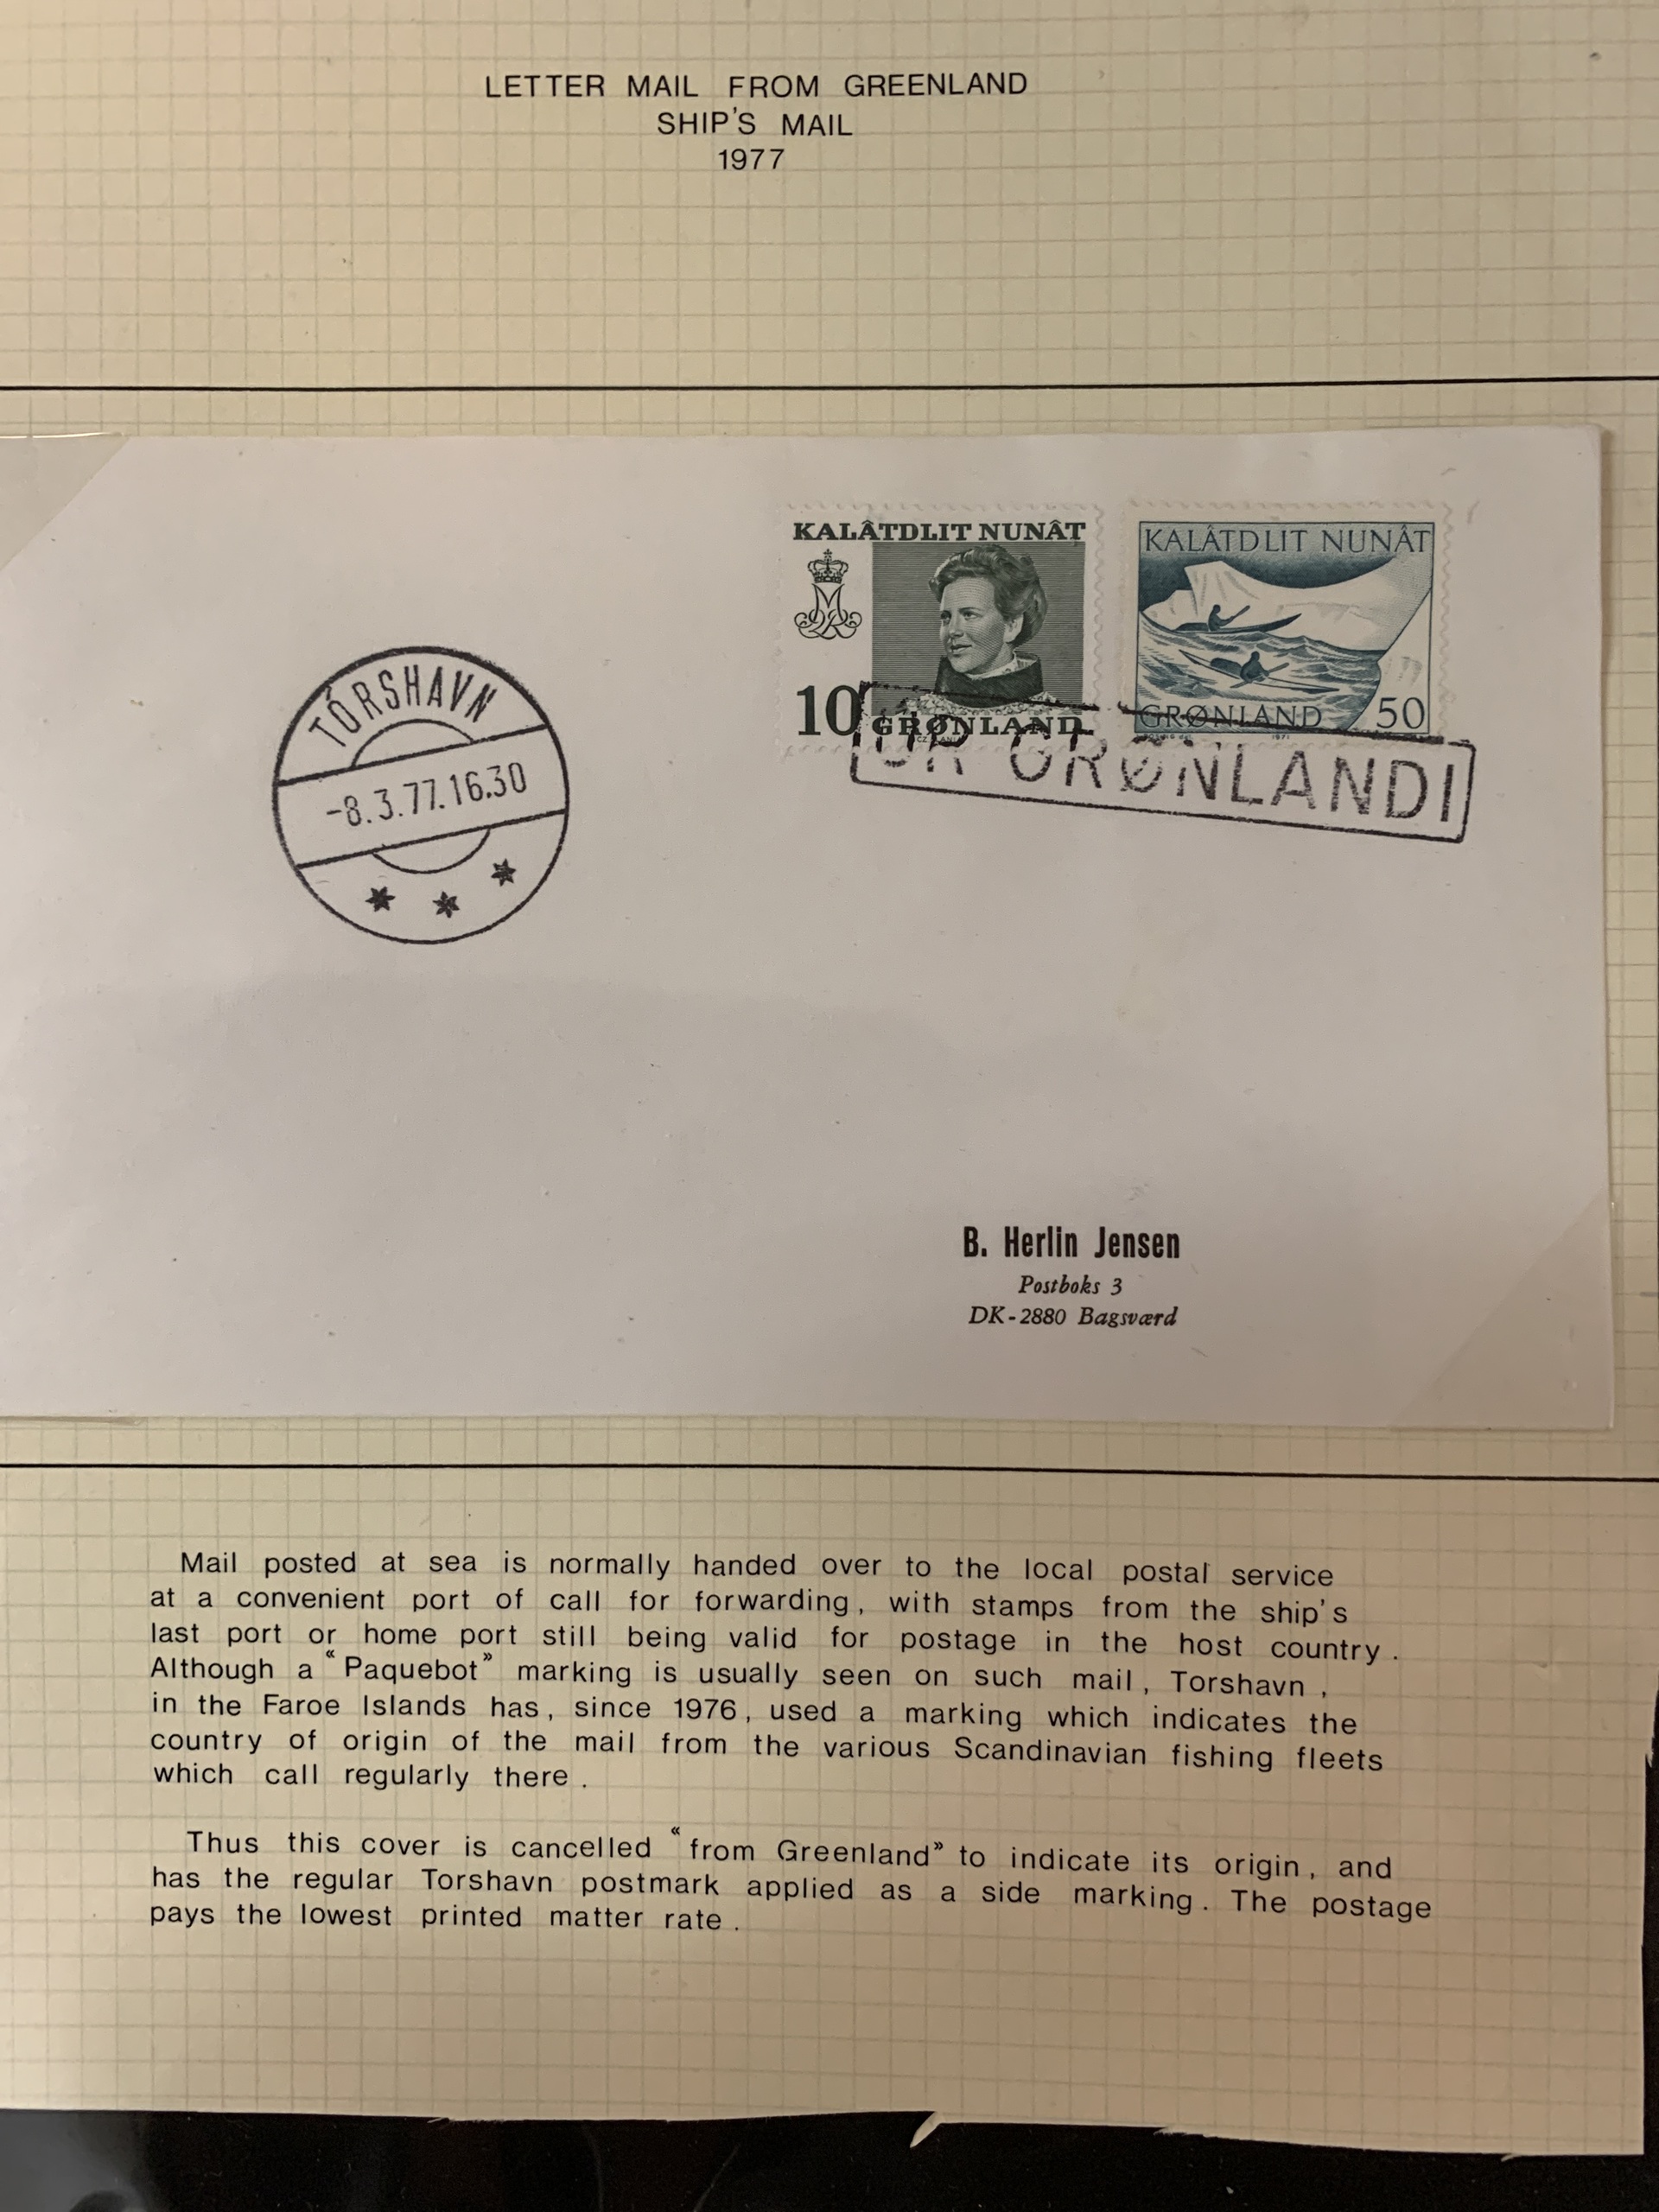 LETTER MAIL FROM GREENLAND
SHIP'S MAIL
1977
KALÂTDLIT NUNÂT
10 GRØNLAND
KALÂTDLIT NUNÂT
GRØNLAND 50
ÚR GRØNLANDI
TÓRSHAVN
-8.3.77.16.30
* * *
B. Herlin Jensen
Postboks 3
DK-2880 Bagsværd
Mail posted at sea is normally handed over to the local postal service
at a convenient port of call for forwarding, with stamps from the ship's
last port or home port still being valid for postage in the host country.
Although a “Paquebot” marking is usually seen on such mail, Torshavn,
in the Faroe Islands has, since 1976, used a marking which indicates the
country of origin of the mail from the various Scandinavian fishing fleets
which call regularly there.
Thus this cover is cancelled “from Greenland” to indicate its origin, and
has the regular Torshavn postmark applied as a side marking. The postage
pays the lowest printed matter rate.